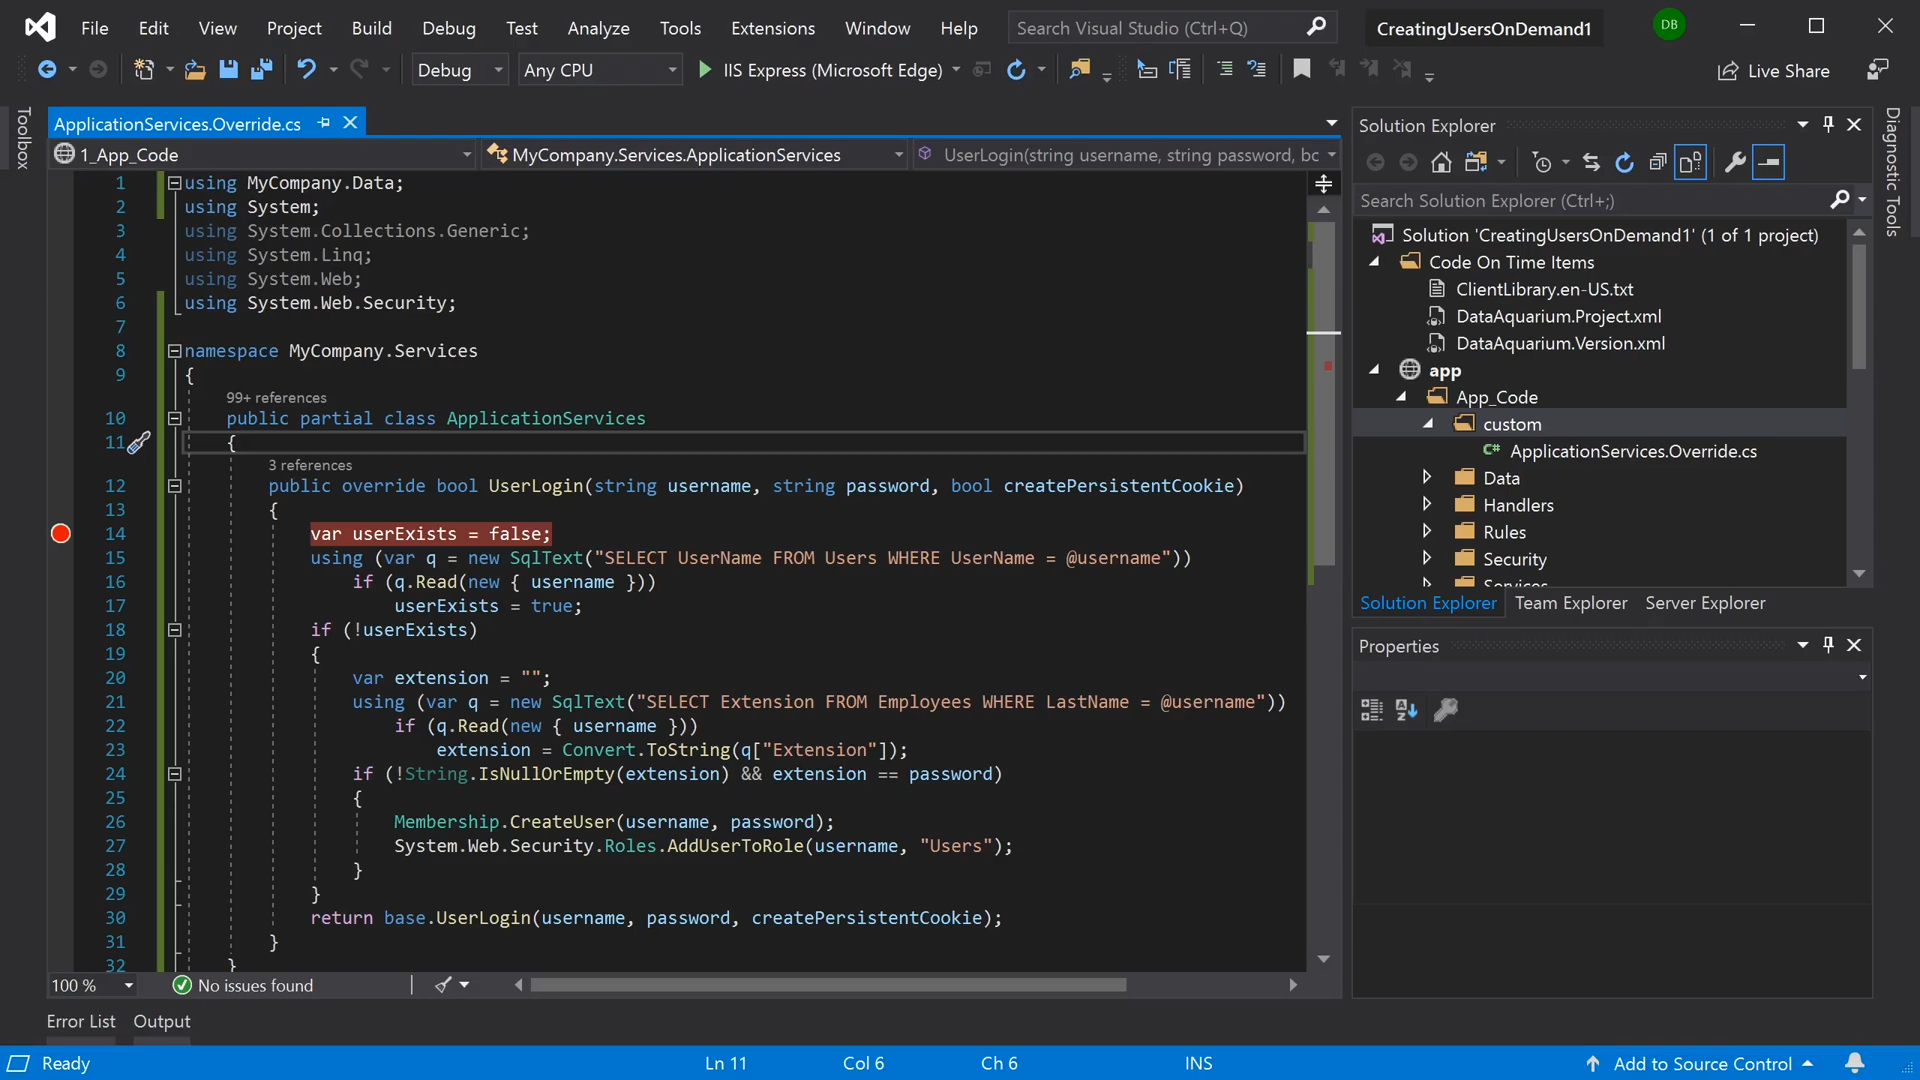 File Edit View Project Build Debug Test Analyze Tools Extensions Window Help Search Visual Studio (Ctrl+Q) CreatingUsersOnDemand1 DB
Debug Any CPU IIS Express (Microsoft Edge) Live Share
Toolbox
ApplicationServices.Override.cs
1_App_Code MyCompany.Services.ApplicationServices UserLogin(string username, string password, bc
1 using MyCompany.Data;
2 using System;
3 using System.Collections.Generic;
4 using System.Linq;
5 using System.Web;
6 using System.Web.Security;
7
8 namespace MyCompany.Services
9 {
99+ references
10 public partial class ApplicationServices
11 {
3 references
12 public override bool UserLogin(string username, string password, bool createPersistentCookie)
13 {
14 var userExists = false;
15 using (var q = new SqlText("SELECT UserName FROM Users WHERE UserName = @username"))
16 if (q.Read(new { username }))
17 userExists = true;
18 if (!userExists)
19 {
20 var extension = "";
21 using (var q = new SqlText("SELECT Extension FROM Employees WHERE LastName = @username"))
22 if (q.Read(new { username }))
23 extension = Convert.ToString(q["Extension"]);
24 if (!String.IsNullOrEmpty(extension) && extension == password)
25 {
26 Membership.CreateUser(username, password);
27 System.Web.Security.Roles.AddUserToRole(username, "Users");
28 }
29 }
30 return base.UserLogin(username, password, createPersistentCookie);
31 }
32 }
100 % No issues found
Error List Output
Solution Explorer
Search Solution Explorer (Ctrl+;)
Solution 'CreatingUsersOnDemand1' (1 of 1 project)
Code On Time Items
ClientLibrary.en-US.txt
DataAquarium.Project.xml
DataAquarium.Version.xml
app
App_Code
custom
C# ApplicationServices.Override.cs
Data
Handlers
Rules
Security
Services
Solution Explorer Team Explorer Server Explorer
Properties
Diagnostic Tools
Ready Ln 11 Col 6 Ch 6 INS Add to Source Control